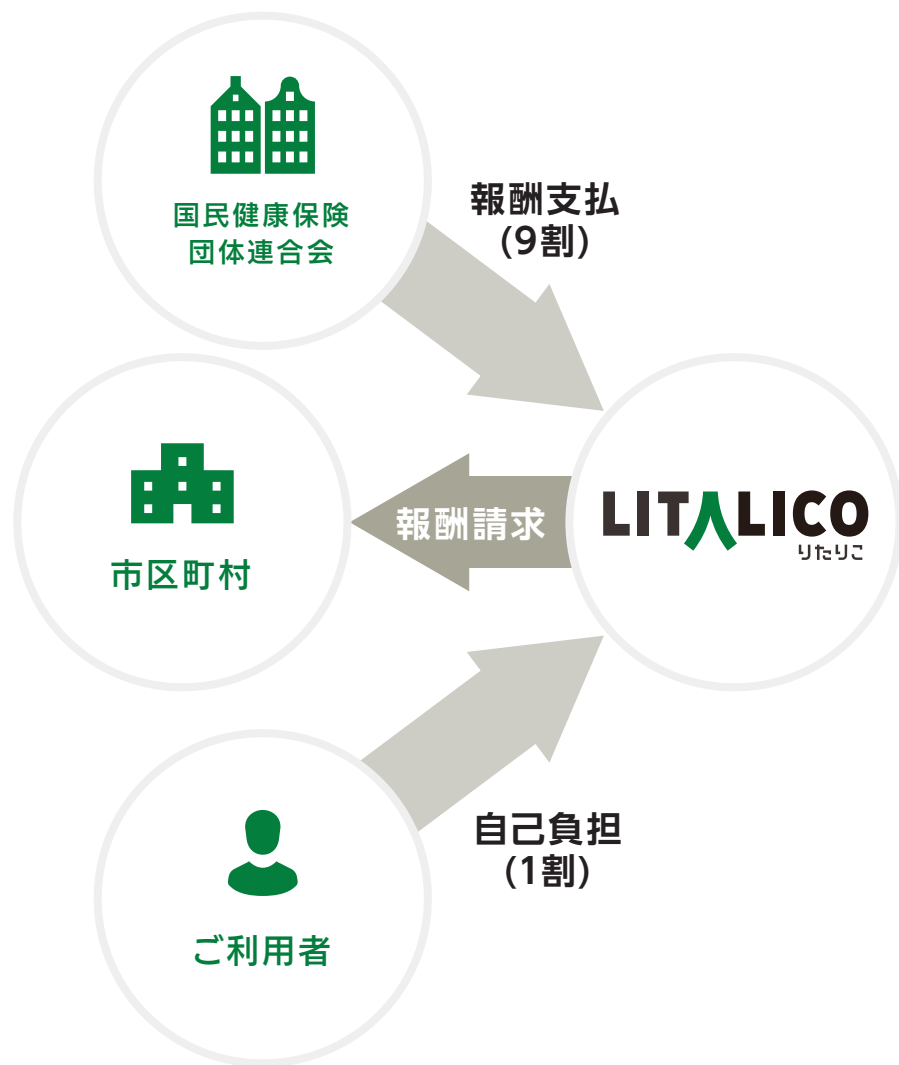 国民健康保険
団体連合会
報酬支払
(9割)
市区町村
報酬請求
LITALICO
りたりこ
ご利用者
自己負担
(1割)